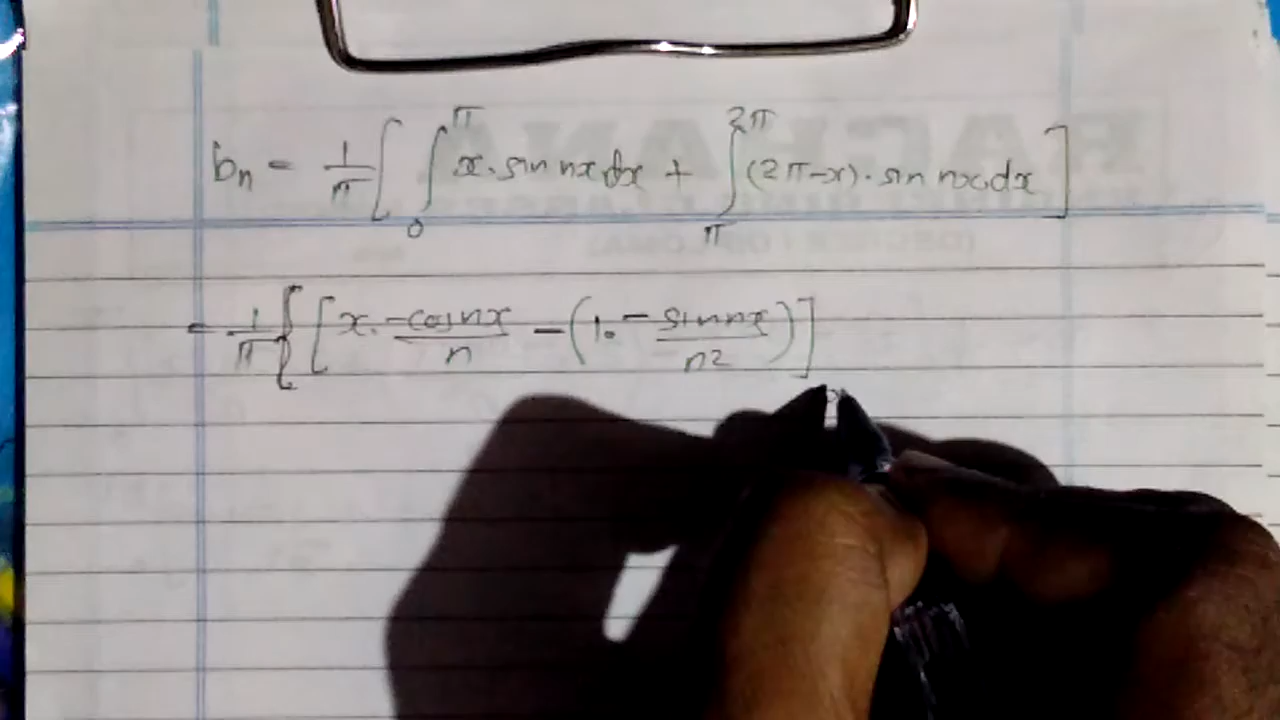 bn = 1/π [ ∫₀^π x. sin nx dx + ∫_π^2π (2π-x). sin nx dx ]
= 1/π { [ x. -cos nx/n - (1. - sin nx/n²) ]